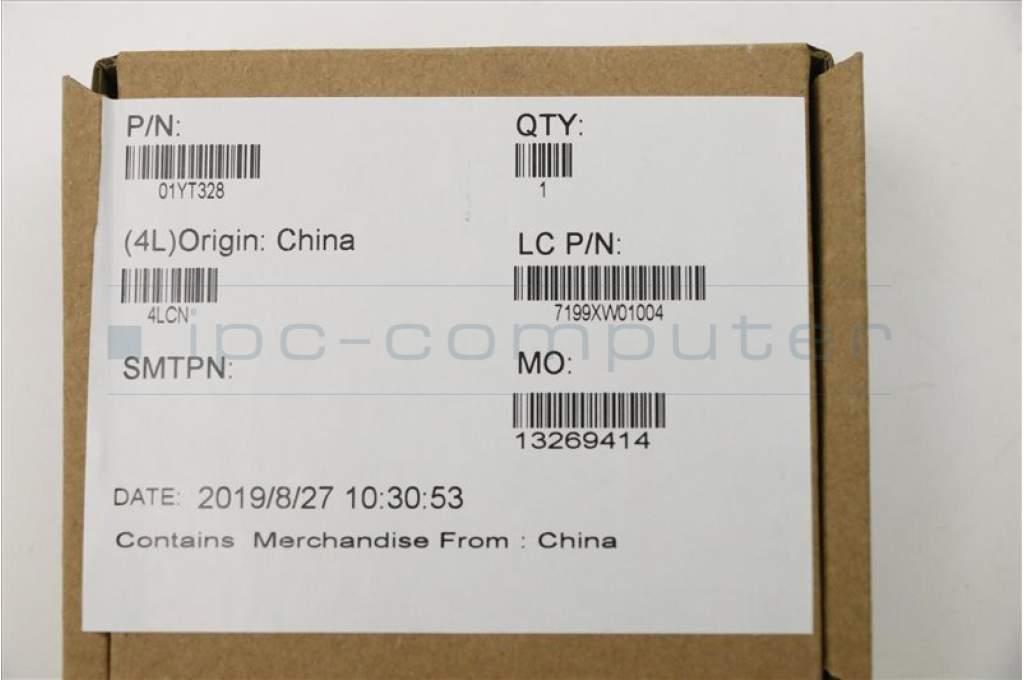 P/N: QTY:
01YT328 1
(4L)Origin: China LC P/N:
4LCN 7199XW01004
ipc-computer
SMTPN: MO:
13269414
DATE: 2019/8/27 10:30:53
Contains Merchandise From : China